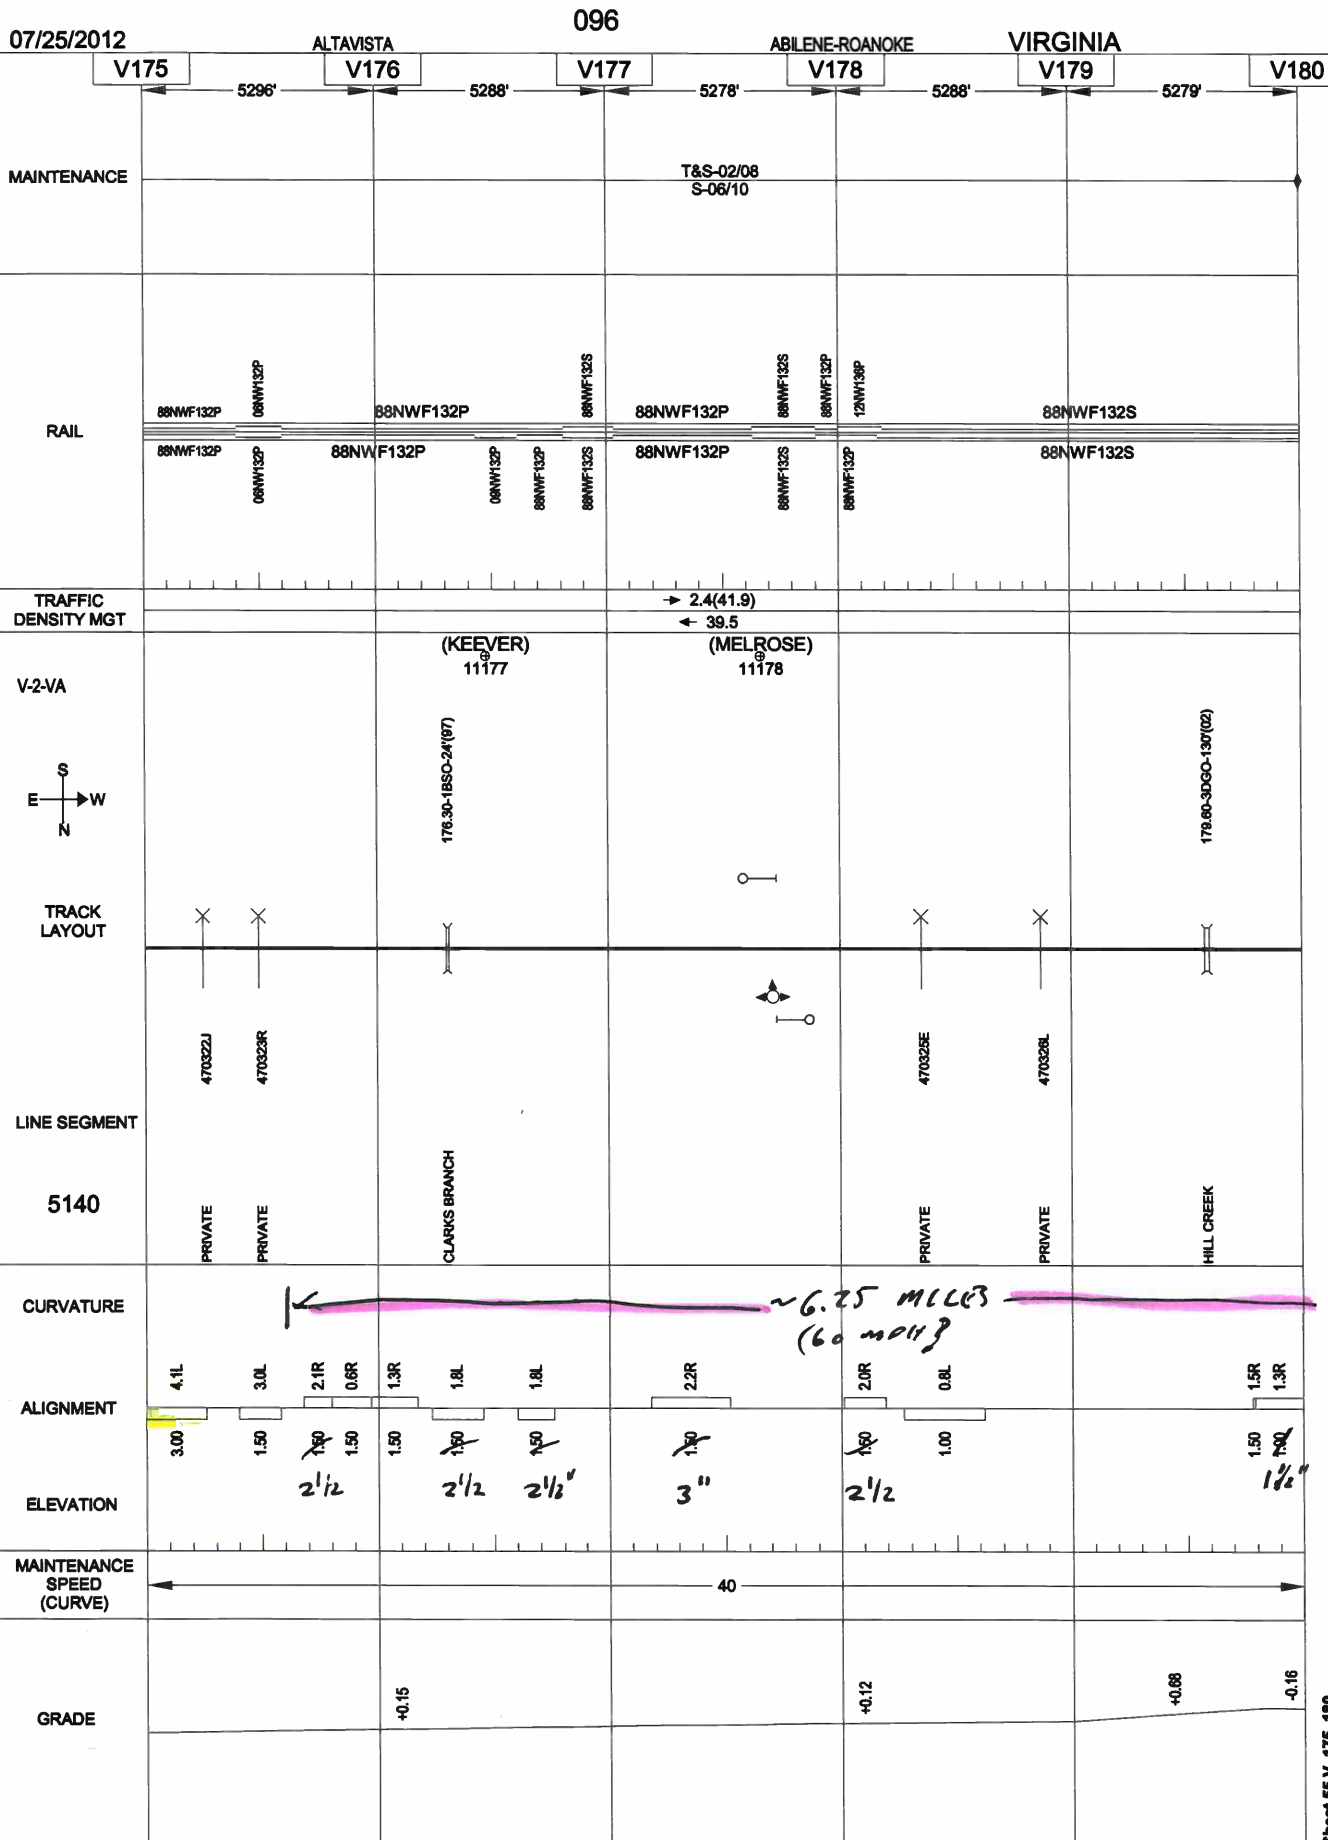 096
07/25/2012 ALTAVISTA ABILENE-ROANOKE VIRGINIA
V175 V176 V177 V178 V179 V180
5296' 5288' 5278' 5288' 5279'
MAINTENANCE
T&S-02/08
S-06/10
08NW132P 88NWF132S 88NWF132S 88NWF132P 12NW136P
88NWF132P 88NWF132P 88NWF132P 88NWF132S
RAIL
88NWF132P 88NWF132P 88NWF132P 88NWF132S
08NW132P 09NW132P 88NWF132P 88NWF132S 88NWF132S 88NWF132P
TRAFFIC
DENSITY MGT
2.4(41.9)
39.5
(KEEVER) (MELROSE)
11177 11178
V-2-VA
176.30-1BSO-24'(97) 179.60-3DGO-130'(02)
S
E W
N
TRACK
LAYOUT
470322J 470323R 470325E 470326L
LINE SEGMENT
5140
PRIVATE PRIVATE CLARKS BRANCH PRIVATE PRIVATE HILL CREEK
CURVATURE
~6.25 MILES
(60 MPH)
4.1L 3.0L 2.1R 0.6R 1.3R 1.8L 1.8L 2.2R 2.0R 0.8L 1.5R 1.3R
ALIGNMENT
3.00 1.50 1.50 1.50 1.50 1.50 1.50 1.50 1.50 1.00 1.50 1.00
2 1/2 2 1/2 2 1/2" 3" 2 1/2 1 1/2"
ELEVATION
MAINTENANCE
SPEED
(CURVE)
40
+0.15 +0.12 +0.68 -0.16
GRADE
Sheet 55 V 175-180